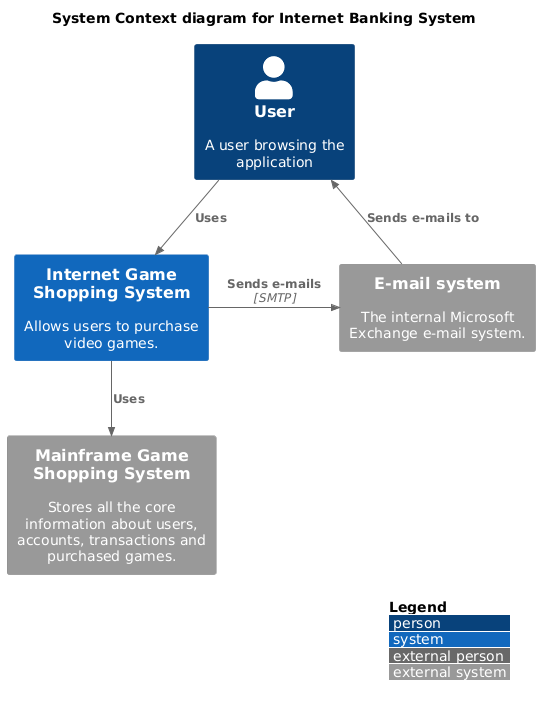 System Context diagram for Internet Banking System
User
A user browsing the
application
Uses
Sends e-mails to
Internet Game
Shopping System
Allows users to purchase
video games.
Sends e-mails
[SMTP]
E-mail system
The internal Microsoft
Exchange e-mail system.
Uses
Mainframe Game
Shopping System
Stores all the core
information about users,
accounts, transactions and
purchased games.
Legend
person
system
external person
external system